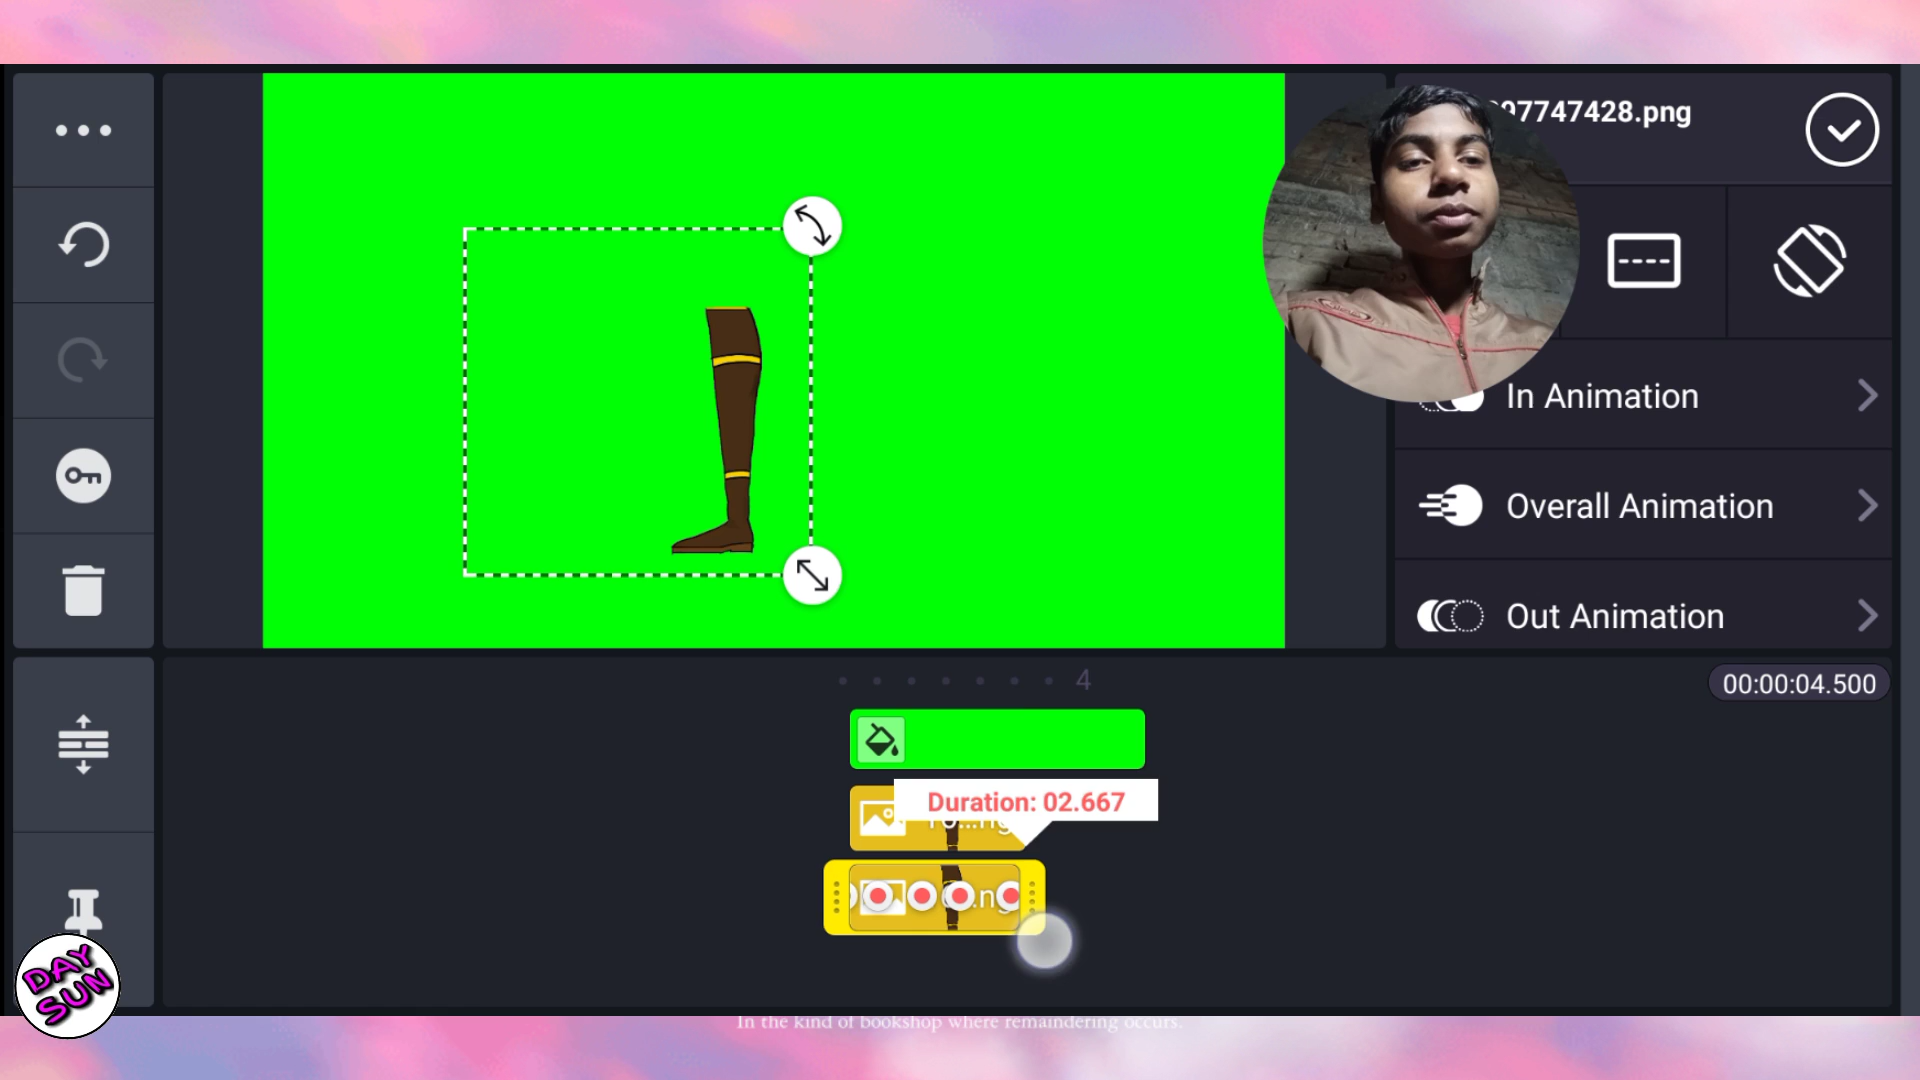 97747428.png
In Animation
Overall Animation
Out Animation
4
00:00:04.500
Duration: 02.667
DAY
SUN
In the kind of bookshop where remaindering occurs.